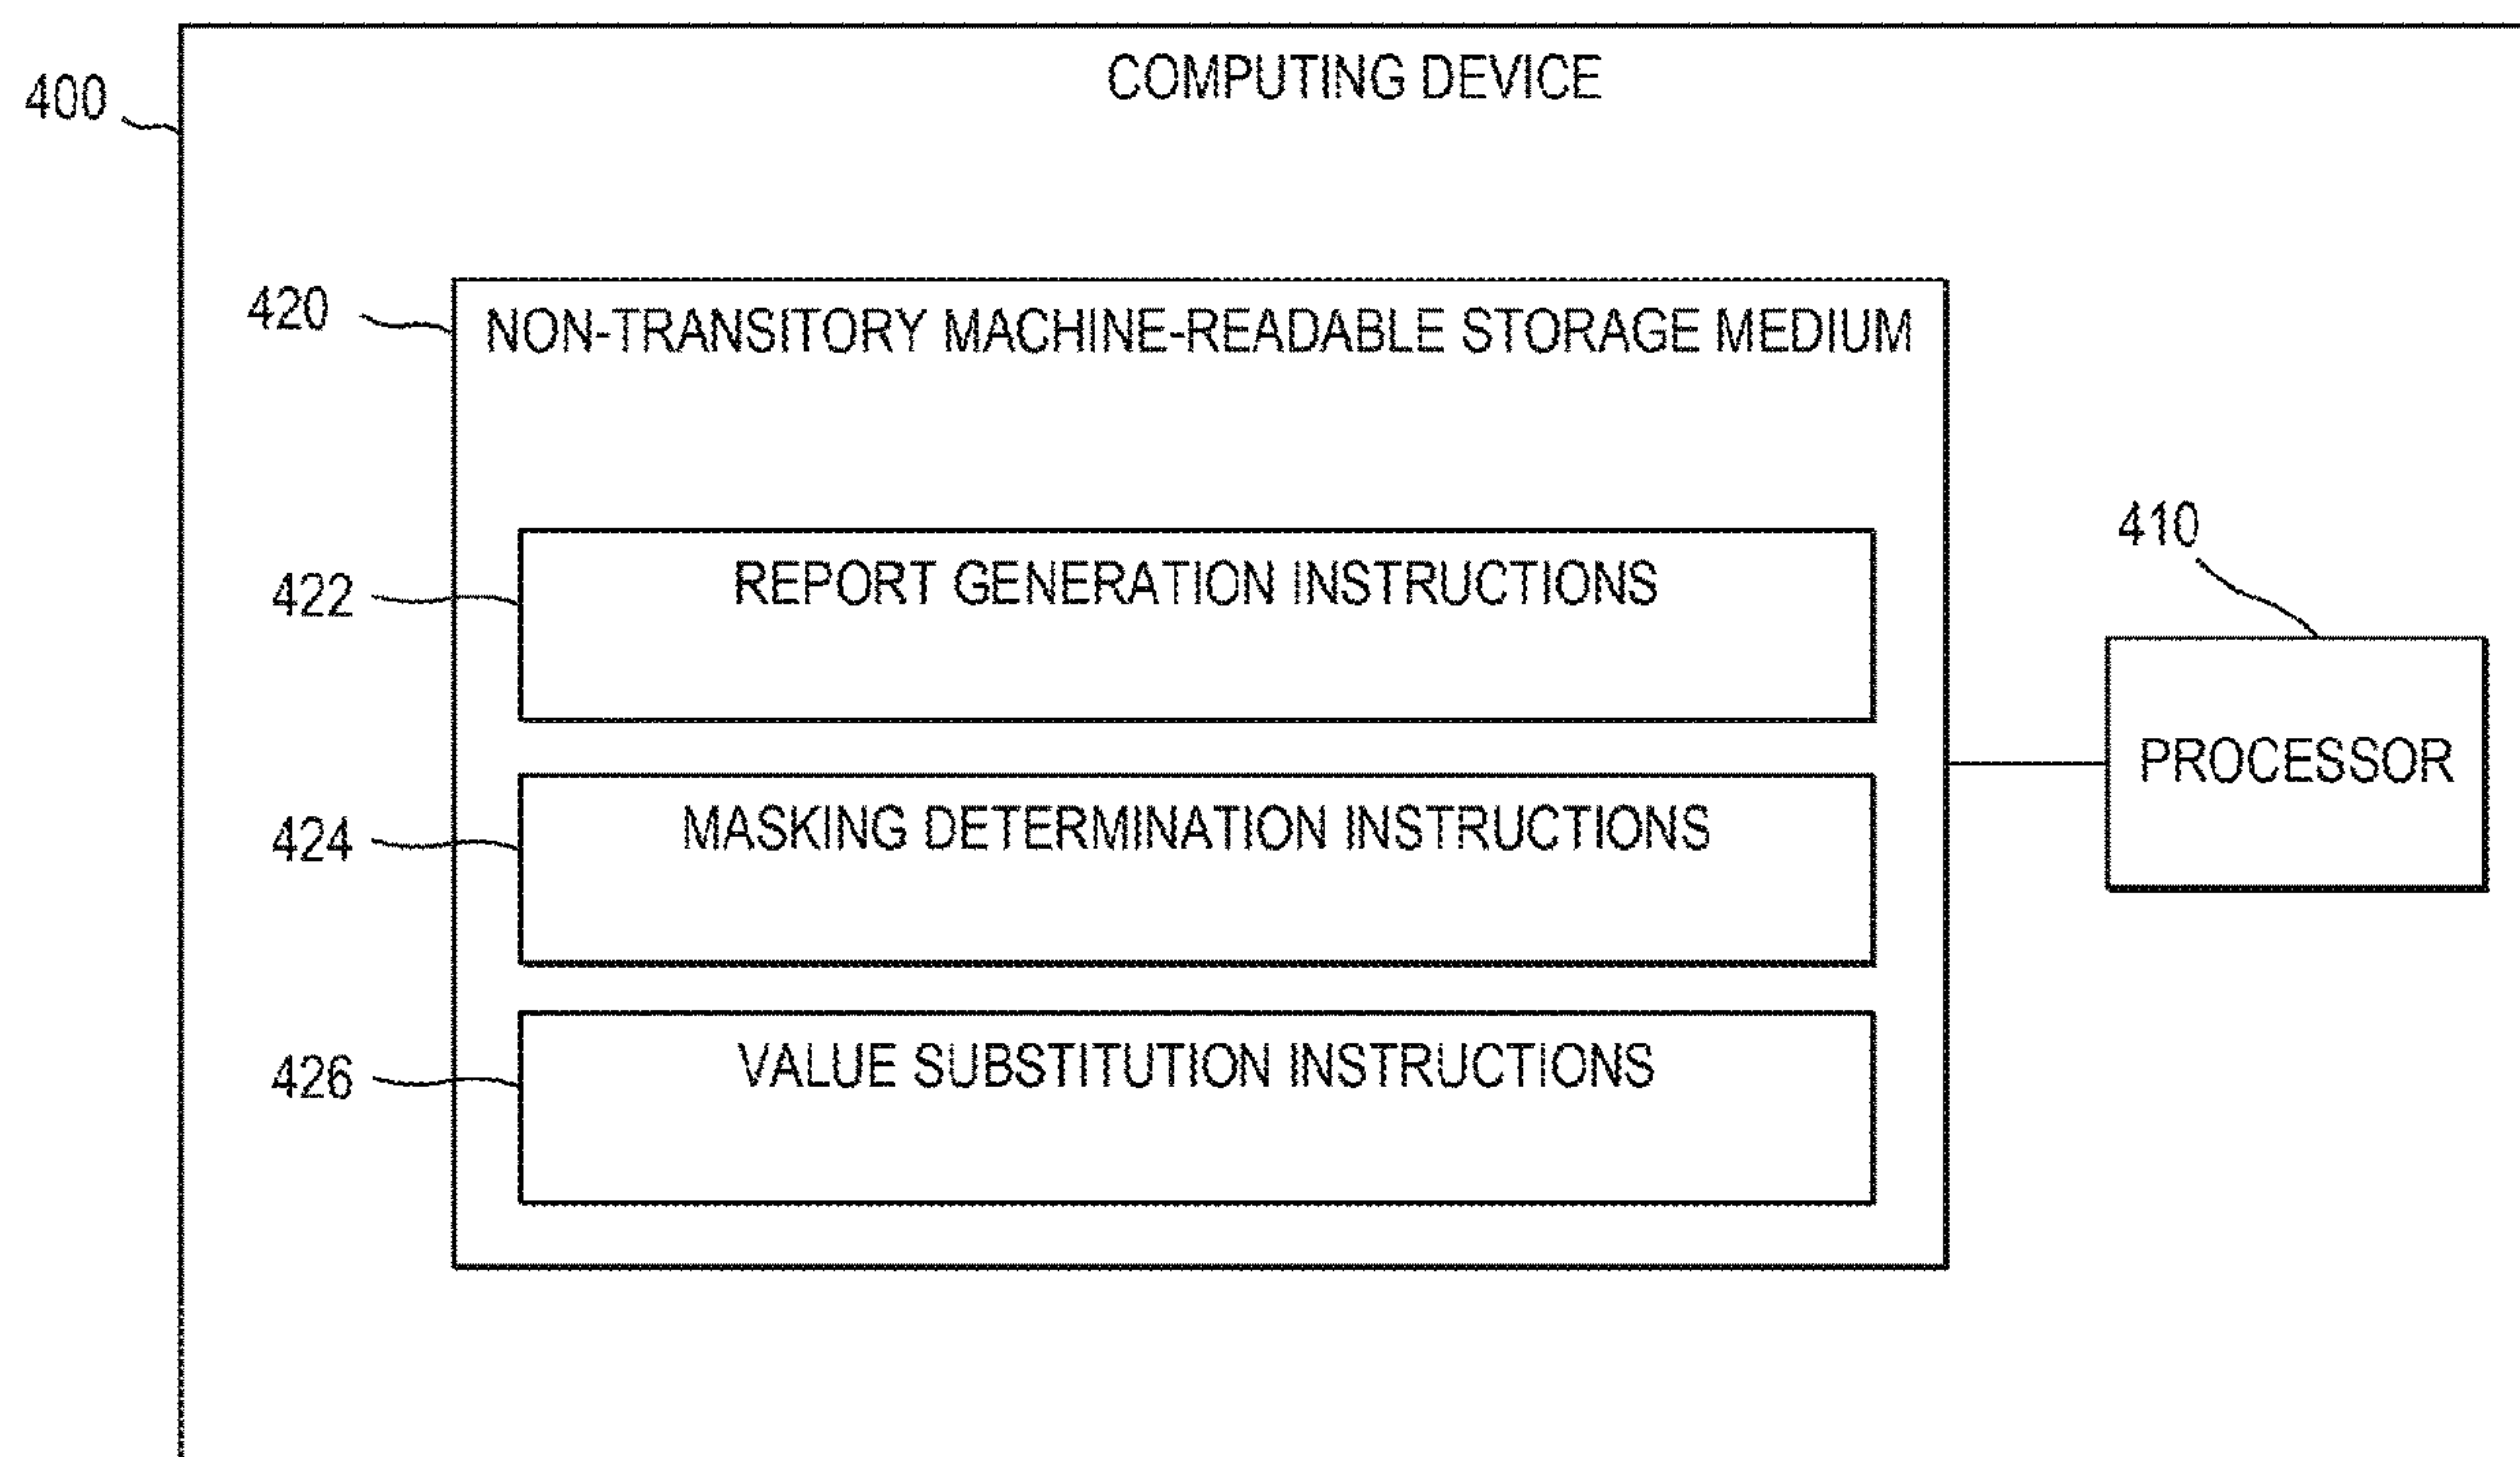 COMPUTING DEVICE
400
420
NON-TRANSITORY MACHINE-READABLE STORAGE MEDIUM
410
422
REPORT GENERATION INSTRUCTIONS
PROCESSOR
424
MASKING DETERMINATION INSTRUCTIONS
426
VALUE SUBSTITUTION INSTRUCTIONS